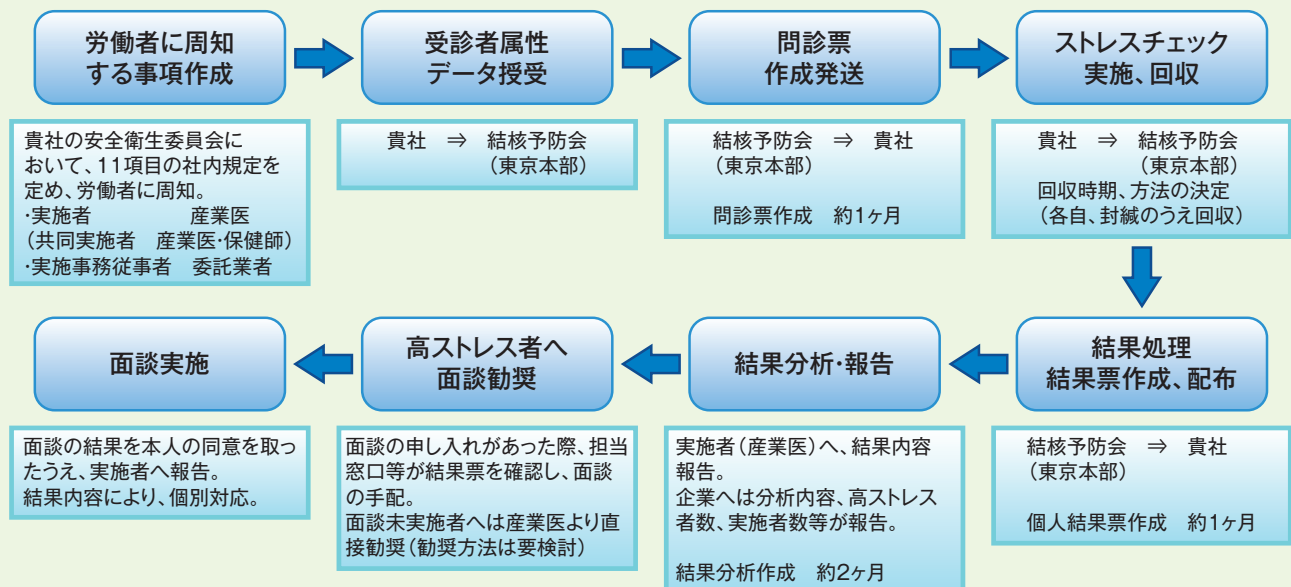 労働者に周知
する事項作成
貴社の安全衛生委員会に
おいて、11項目の社内規定を
定め、労働者に周知。
・実施者　　　　　産業医
（共同実施者　産業医・保健師）
・実施事務従事者　委託業者
受診者属性
データ授受
貴社　⇒　結核予防会
（東京本部）
問診票
作成発送
結核予防会　⇒　貴社
（東京本部）
問診票作成　約1ヶ月
ストレスチェック
実施、回収
貴社　⇒　結核予防会
（東京本部）
回収時期、方法の決定
（各自、封緘のうえ回収）
結果処理
結果票作成、配布
結核予防会　⇒　貴社
（東京本部）
個人結果票作成　約1ヶ月
結果分析・報告
実施者（産業医）へ、結果内容
報告。
企業へは分析内容、高ストレス
者数、実施者数等が報告。
結果分析作成　約2ヶ月
高ストレス者へ
面談勧奨
面談の申し入れがあった際、担当
窓口等が結果票を確認し、面談
の手配。
面談未実施者へは産業医より直
接勧奨（勧奨方法は要検討）
面談実施
面談の結果を本人の同意を取っ
たうえ、実施者へ報告。
結果内容により、個別対応。